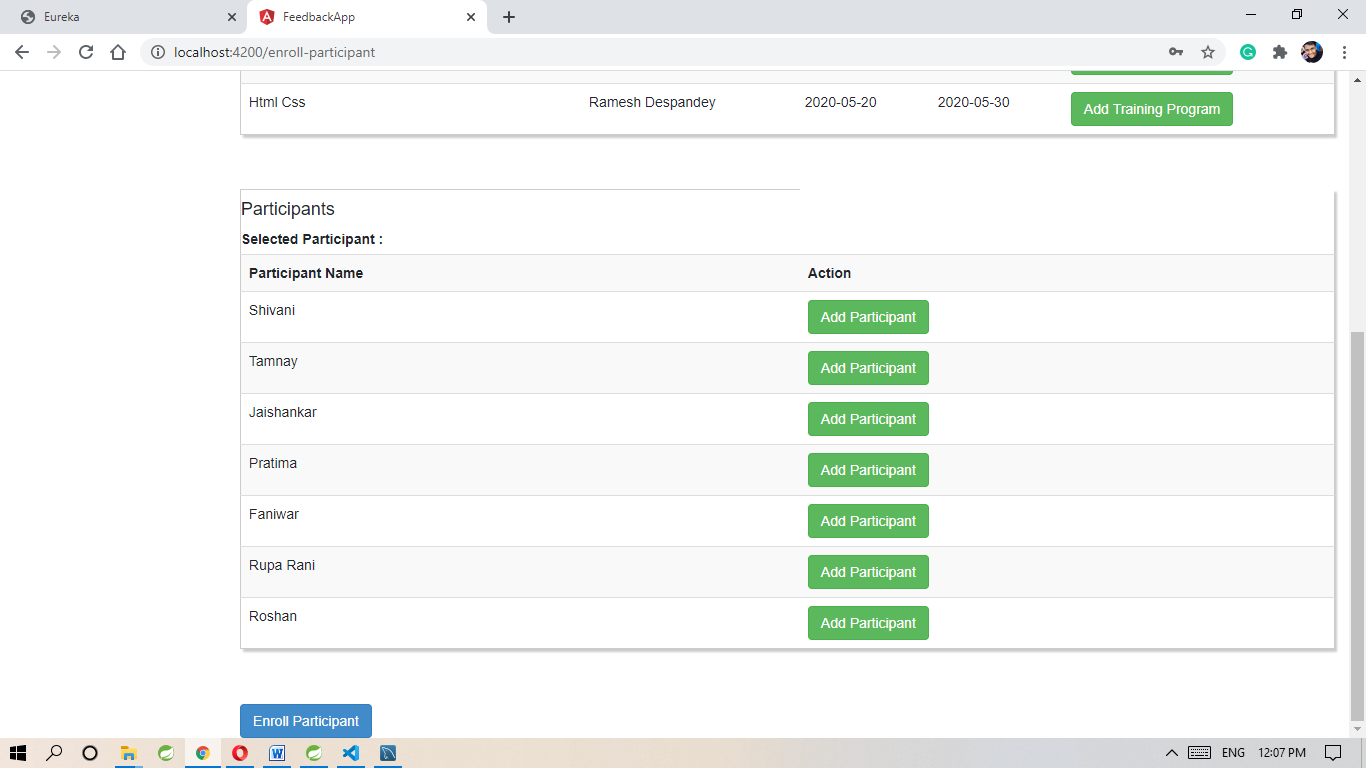 Eureka
FeedbackApp
localhost:4200/enroll-participant
Html Css Ramesh Despandey 2020-05-20 2020-05-30 Add Training Program
Participants
Selected Participant :
Participant Name Action
Shivani Add Participant
Tamnay Add Participant
Jaishankar Add Participant
Pratima Add Participant
Faniwar Add Participant
Rupa Rani Add Participant
Roshan Add Participant
Enroll Participant
ENG 12:07 PM